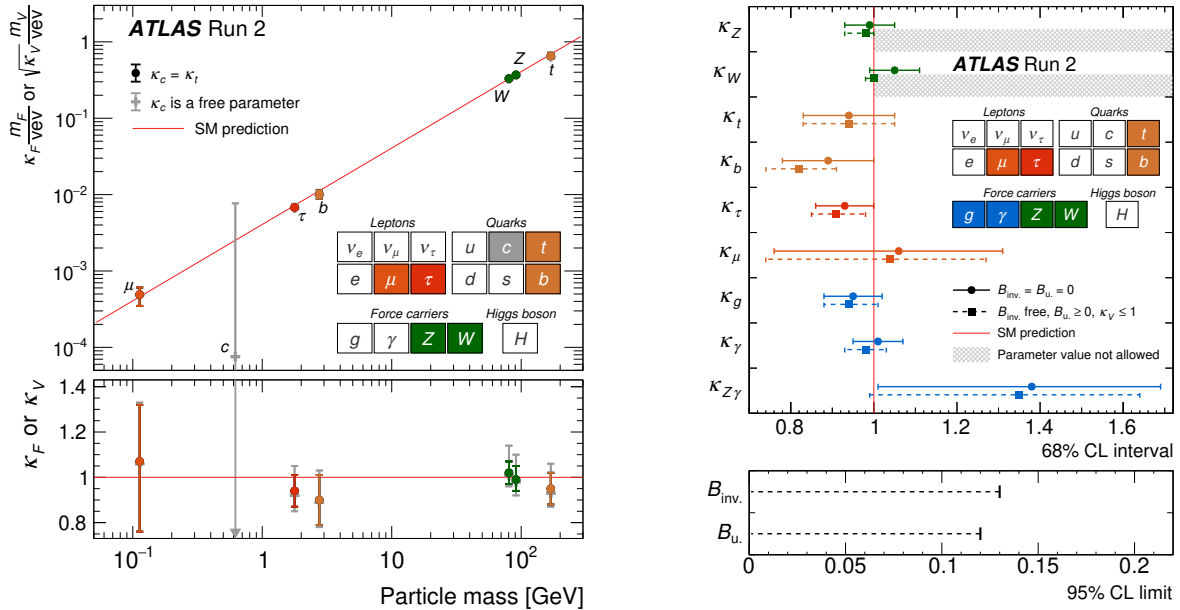 κ_F m_F/vev or √κ_V m_V/vev
ATLAS Run 2
κ_c = κ_t
κ_c is a free parameter
SM prediction
1
10⁻¹
10⁻²
10⁻³
10⁻⁴
μ
c
τ
b
W
Z
t
Leptons Quarks
ν_e ν_μ ν_τ u c t
e μ τ d s b
Force carriers Higgs boson
g γ Z W H
κ_F or κ_V
1.4
1.2
1
0.8
10⁻¹ 1 10 10²
Particle mass [GeV]
κ_Z
κ_W
κ_t
κ_b
κ_τ
κ_μ
κ_g
κ_γ
κ_Zγ
ATLAS Run 2
Leptons Quarks
ν_e ν_μ ν_τ u c t
e μ τ d s b
Force carriers Higgs boson
g γ Z W H
B_inv. = B_u. = 0
B_inv. free, B_u. ≥ 0, κ_V ≤ 1
SM prediction
Parameter value not allowed
0.8 1 1.2 1.4 1.6
68% CL interval
B_inv.
B_u.
0 0.05 0.1 0.15 0.2
95% CL limit